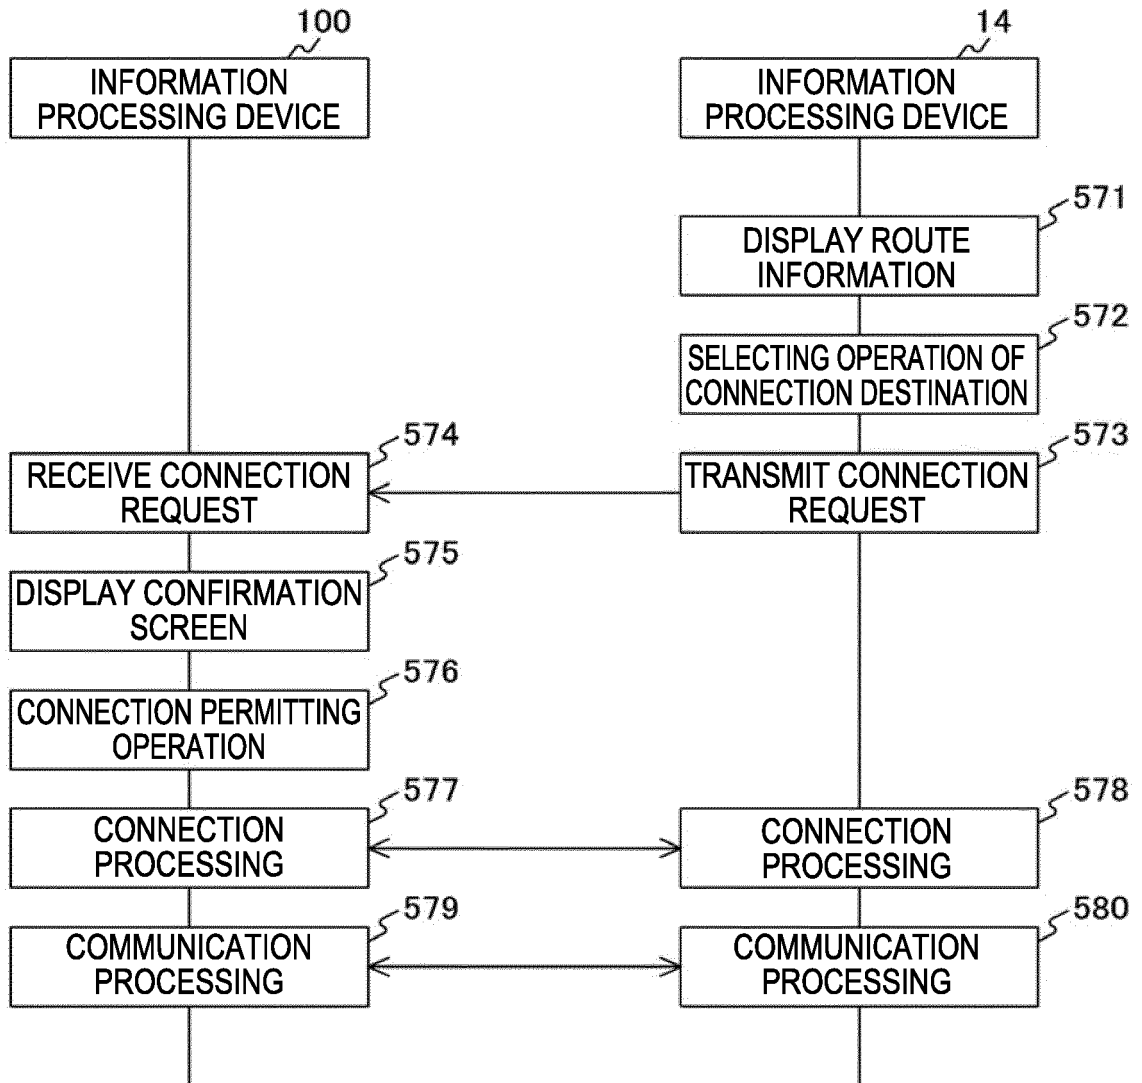 100
14
INFORMATION
PROCESSING DEVICE
INFORMATION
PROCESSING DEVICE
571
DISPLAY ROUTE
INFORMATION
572
SELECTING OPERATION OF
CONNECTION DESTINATION
574
573
RECEIVE CONNECTION
REQUEST
TRANSMIT CONNECTION
REQUEST
575
DISPLAY CONFIRMATION
SCREEN
576
CONNECTION PERMITTING
OPERATION
577
578
CONNECTION
PROCESSING
CONNECTION
PROCESSING
579
580
COMMUNICATION
PROCESSING
COMMUNICATION
PROCESSING